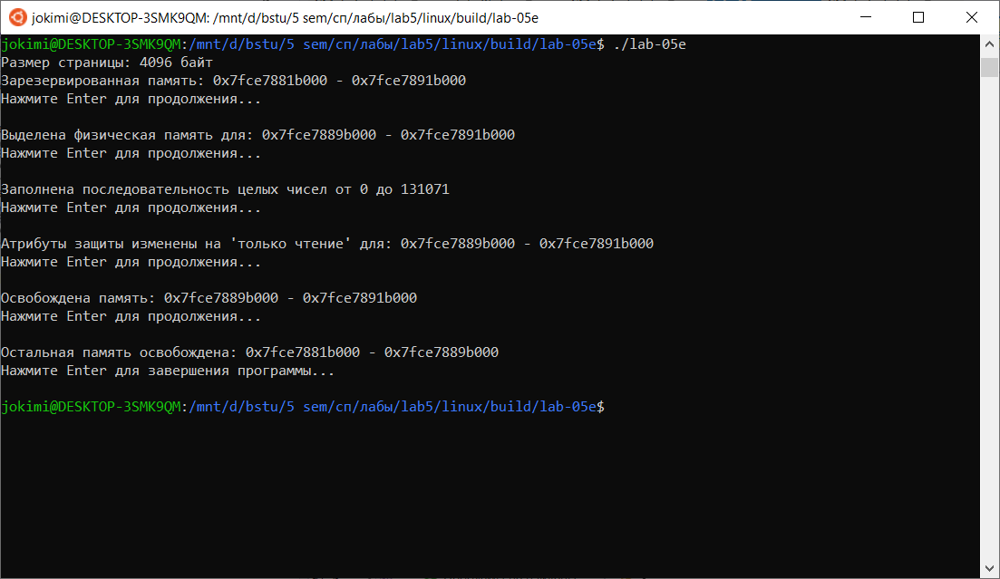 jokimi@DESKTOP-3SMK9QM: /mnt/d/bstu/5 sem/сп/лабы/lab5/linux/build/lab-05e
jokimi@DESKTOP-3SMK9QM:/mnt/d/bstu/5 sem/сп/лабы/lab5/linux/build/lab-05e$ ./lab-05e
Размер страницы: 4096 байт
Зарезервированная память: 0x7fce7881b000 - 0x7fce7891b000
Нажмите Enter для продолжения...
Выделена физическая память для: 0x7fce7889b000 - 0x7fce7891b000
Нажмите Enter для продолжения...
Заполнена последовательность целых чисел от 0 до 131071
Нажмите Enter для продолжения...
Атрибуты защиты изменены на 'только чтение' для: 0x7fce7889b000 - 0x7fce7891b000
Нажмите Enter для продолжения...
Освобождена память: 0x7fce7889b000 - 0x7fce7891b000
Нажмите Enter для продолжения...
Остальная память освобождена: 0x7fce7881b000 - 0x7fce7889b000
Нажмите Enter для завершения программы...
jokimi@DESKTOP-3SMK9QM:/mnt/d/bstu/5 sem/сп/лабы/lab5/linux/build/lab-05e$